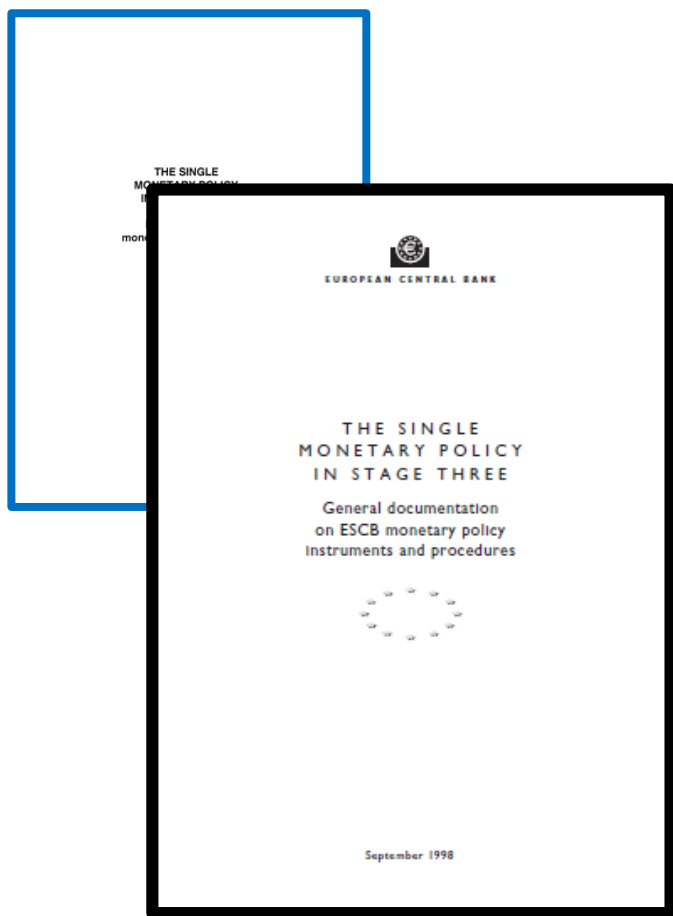 THE SINGLE
mone
EUROPEAN CENTRAL BANK
THE SINGLE
MONETARY POLICY
IN STAGE THREE
General documentation
on ESCB monetary policy
instruments and procedures
September 1998